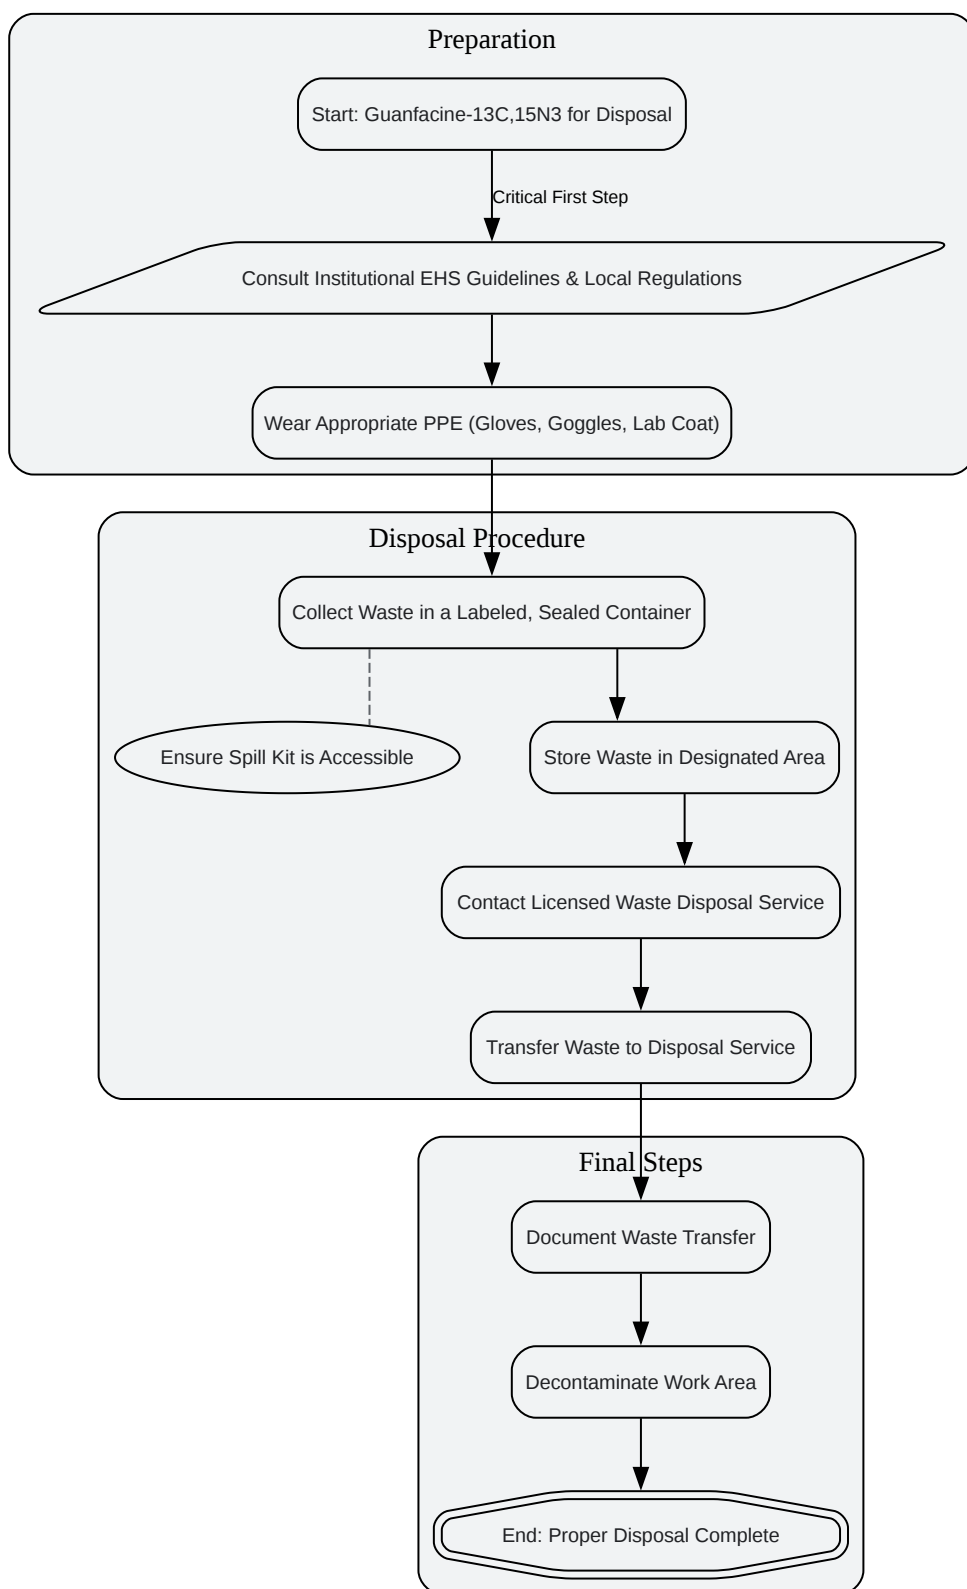 Preparation
Start: Guanfacine-13C,15N3 for Disposal
Critical First Step
Consult Institutional EHS Guidelines & Local Regulations
Wear Appropriate PPE (Gloves, Goggles, Lab Coat)
Disposal Procedure
Collect Waste in a Labeled, Sealed Container
Ensure Spill Kit is Accessible
Store Waste in Designated Area
Contact Licensed Waste Disposal Service
Transfer Waste to Disposal Service
Final Steps
Document Waste Transfer
Decontaminate Work Area
End: Proper Disposal Complete